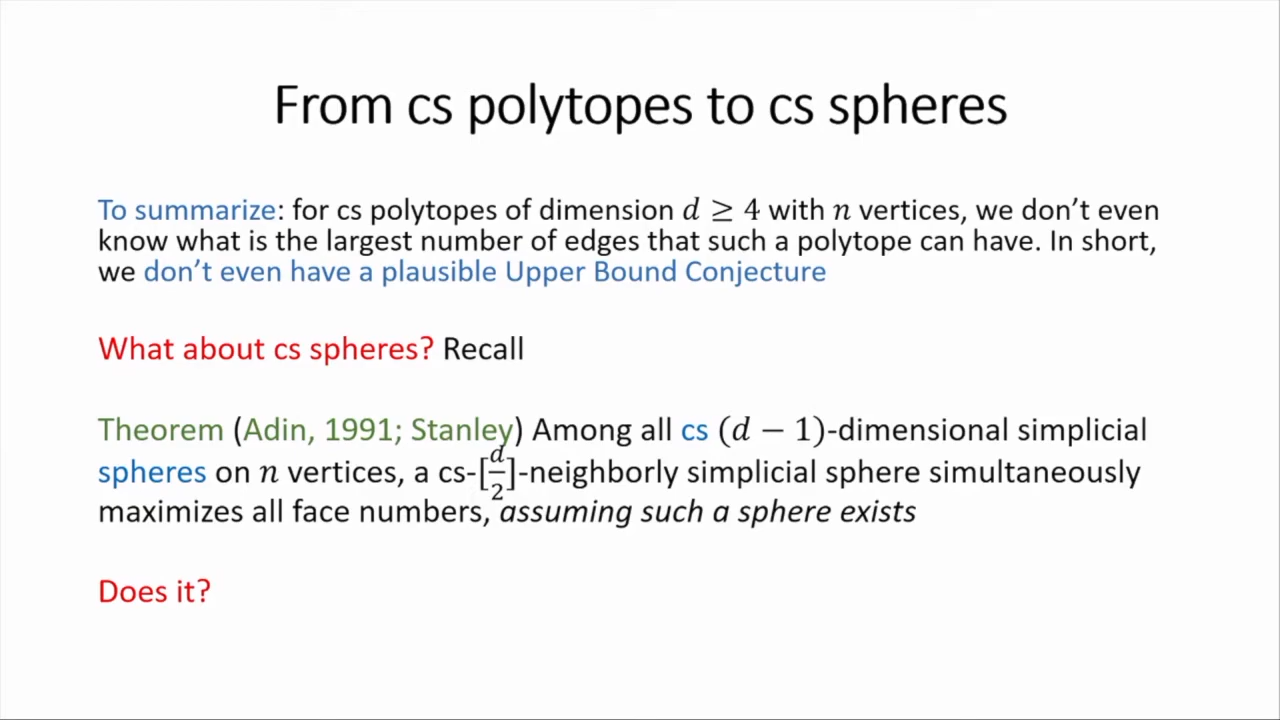 From cs polytopes to cs spheres
To summarize: for cs polytopes of dimension d ≥ 4 with n vertices, we don’t even
know what is the largest number of edges that such a polytope can have. In short,
we don’t even have a plausible Upper Bound Conjecture
What about cs spheres? Recall
Theorem (Adin, 1991; Stanley) Among all cs (d − 1)-dimensional simplicial
spheres on n vertices, a cs-[d/2]-neighborly simplicial sphere simultaneously
maximizes all face numbers, assuming such a sphere exists
Does it?